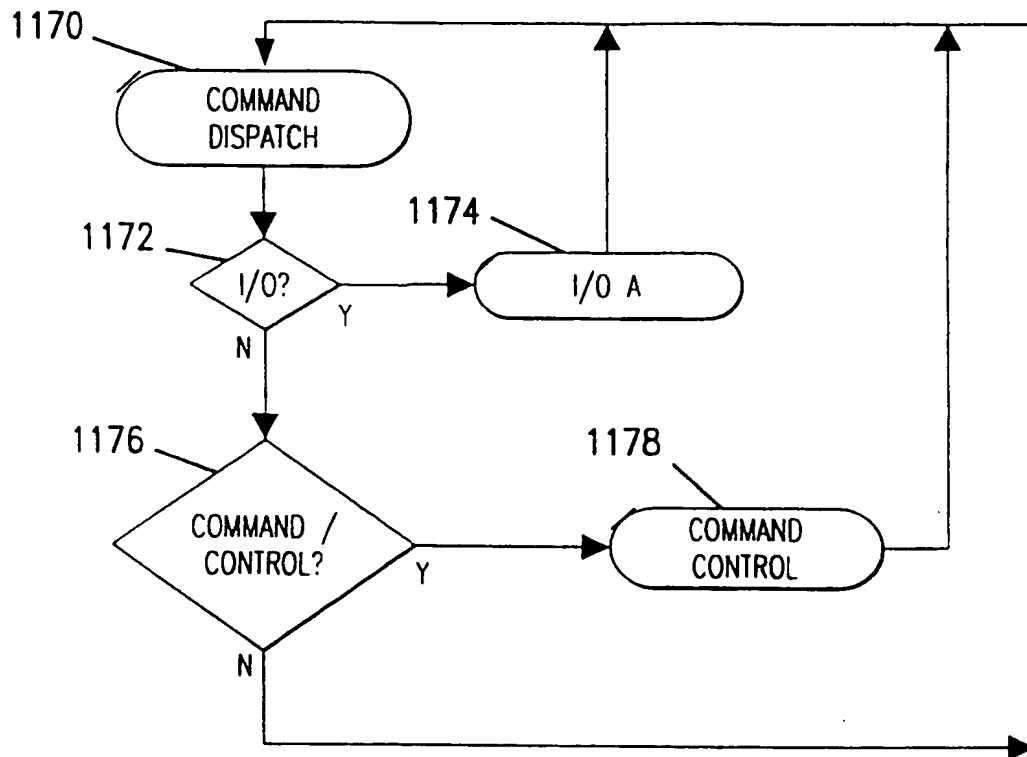 1170
COMMAND
DISPATCH
1172
I/O?
Y
N
1174
I/O A
1176
COMMAND /
CONTROL?
Y
N
1178
COMMAND
CONTROL